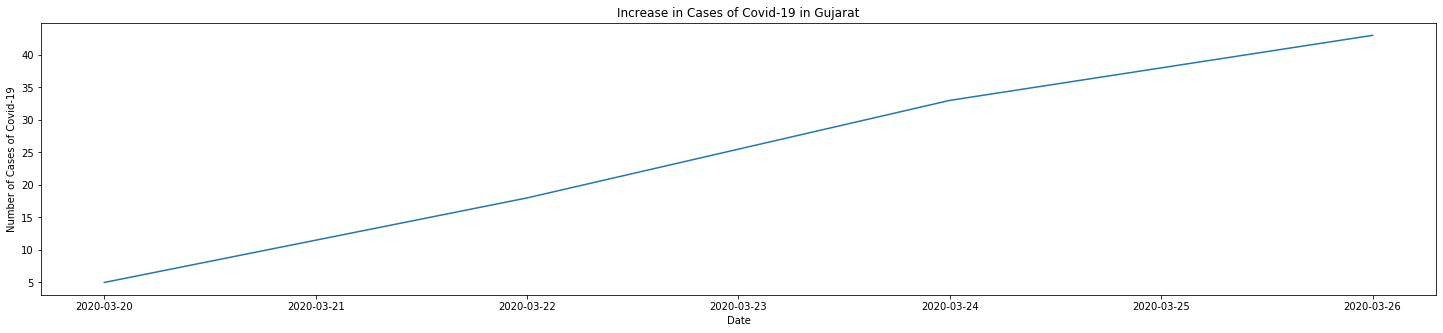 Increase in Cases of Covid-19 in Gujarat
Number of Cases of Covid-19
40
35
30
25
20
15
10
5
2020-03-20 2020-03-21 2020-03-22 2020-03-23 2020-03-24 2020-03-25 2020-03-26
Date